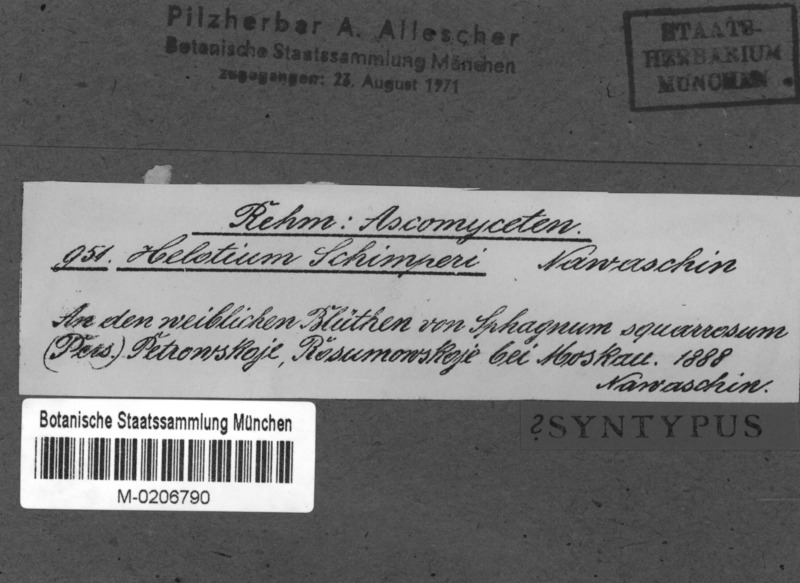 Pilzherbar A. Allescher
Botanische Staatssammlung München
zugegangen: 23. August 1971
STAATS-
HERBARIUM
MÜNCHEN
Rehm: Ascomyceten.
951. Helotium Schimperi Nawaschin
An den weiblichen Blüthen von Sphagnum squarrosum
(Pers.) Petrowskoje, Rosumowskoje bei Moskau. 1888
Nawaschin.
?SYNTYPUS
Botanische Staatssammlung München
M-0206790